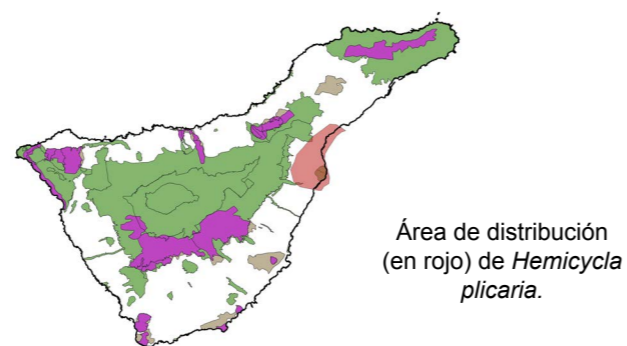 Área de distribución
(en rojo) de Hemicycla
plicaria.